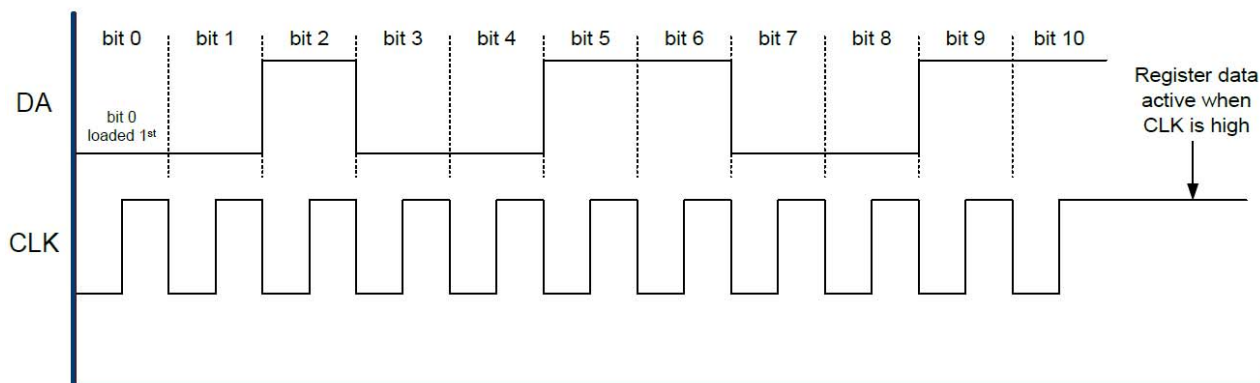 bit 0 bit 1 bit 2 bit 3 bit 4 bit 5 bit 6 bit 7 bit 8 bit 9 bit 10
DA
bit 0
loaded 1st
Register data
active when
CLK is high
CLK